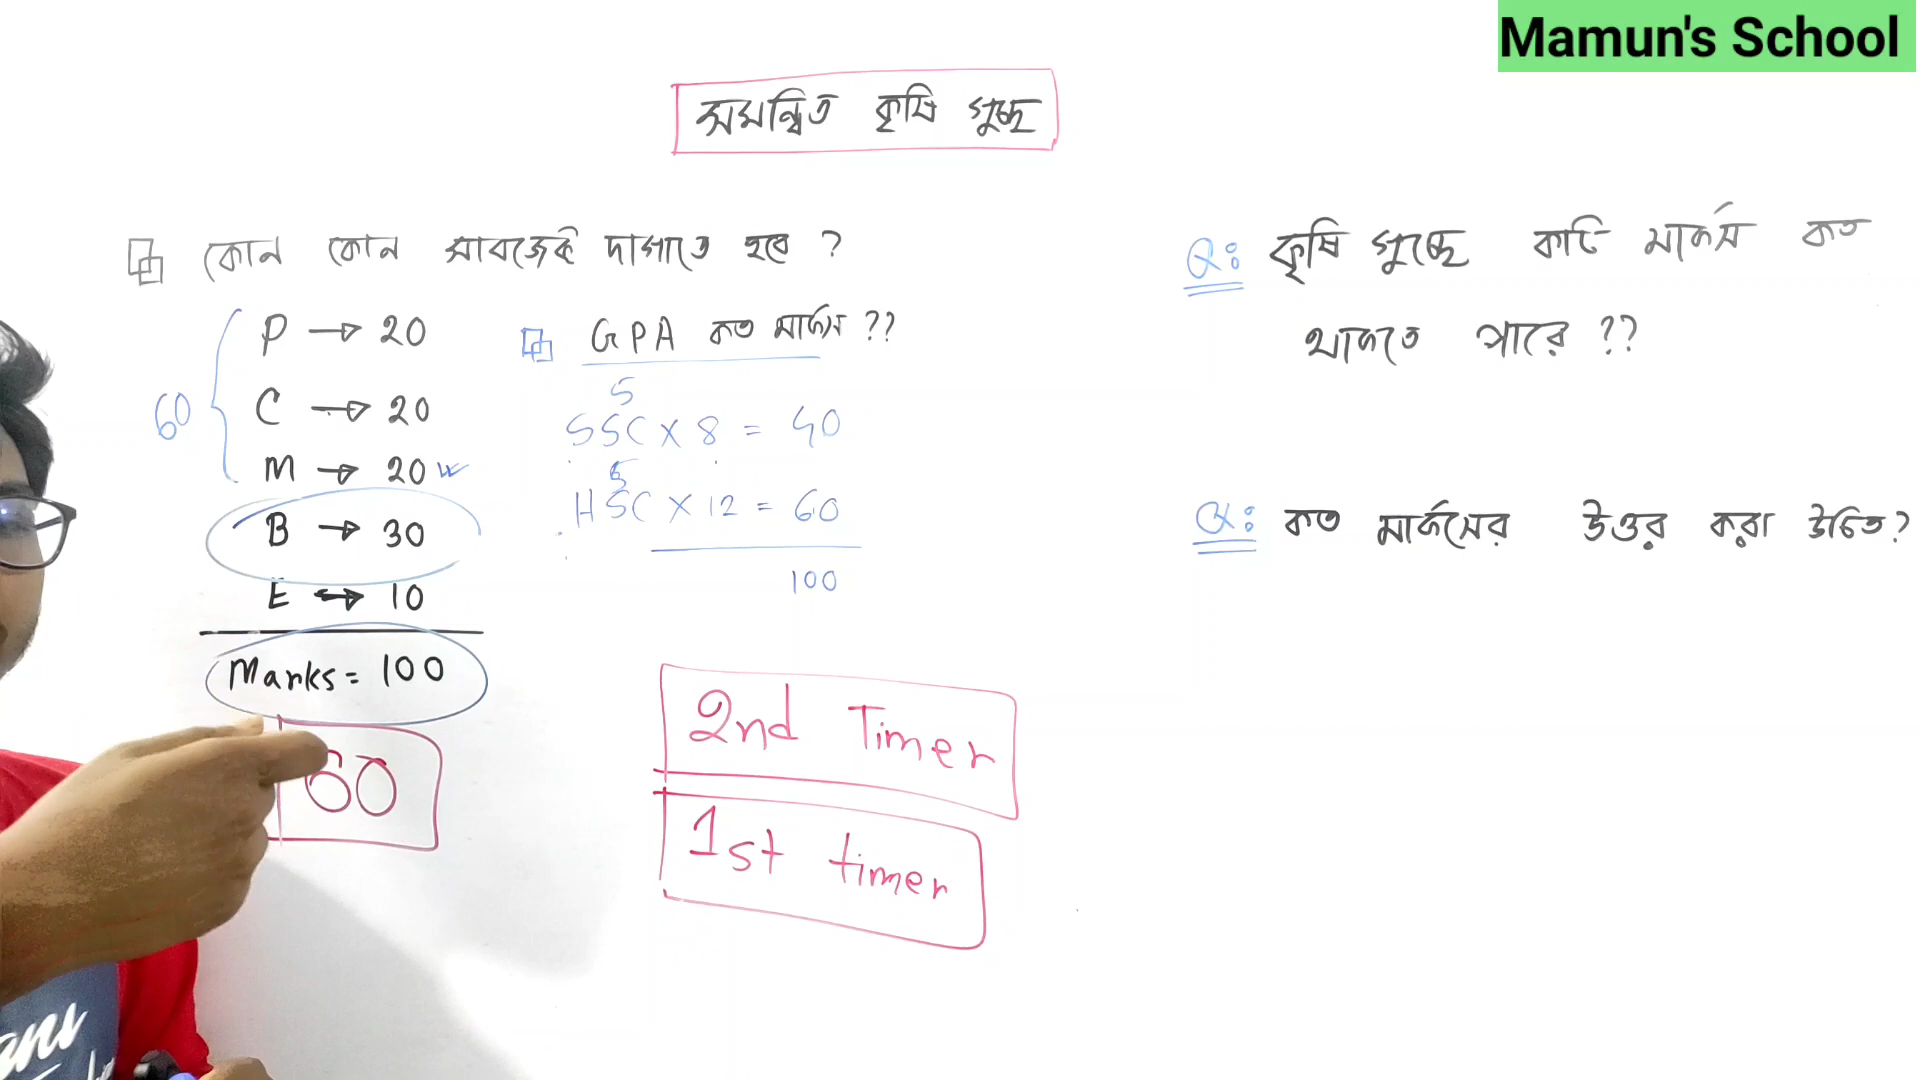 Mamun's School
সমন্বিত কৃষি গুচ্ছ
কোন কোন সাবজেক্ট দাগাতে হবে ?
P → 20
C → 20
M → 20
60
B → 30
E → 10
Marks = 100
60
GPA কত মার্কস ??
5
SSC X 8 = 40
5
HSC X 12 = 60
100
2nd Timer
1st timer
Q: কৃষি গুচ্ছে কাট মার্কস কত
থাকতে পারে ??
Q: কত মার্কসের উত্তর করা উচিত ?